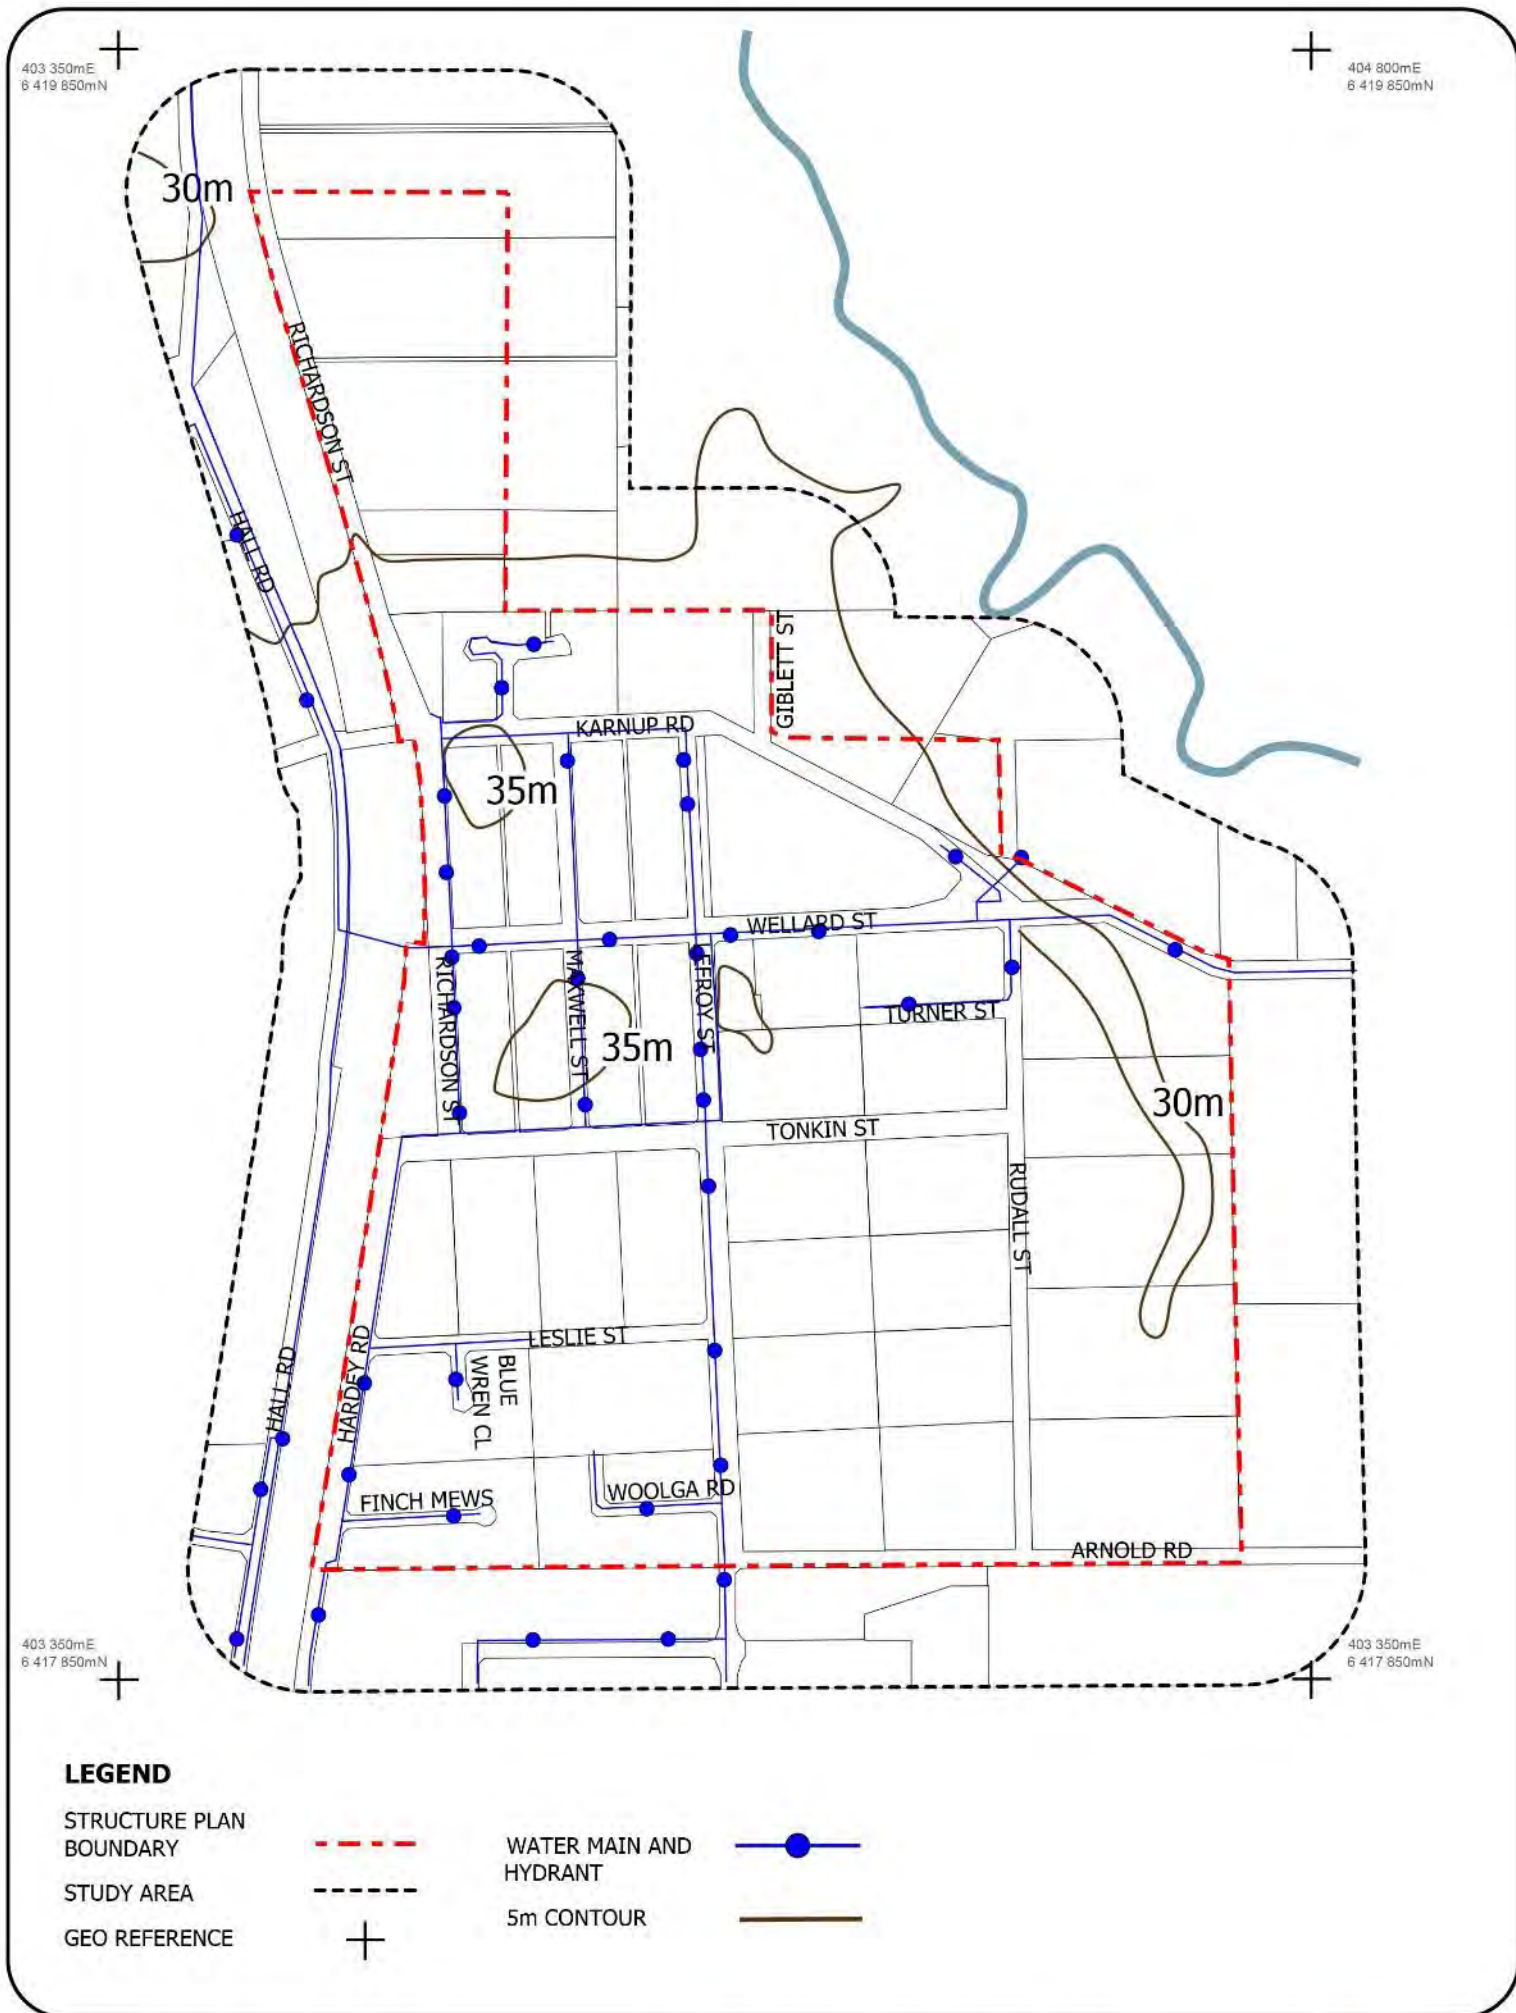 403 350mE
6 419 850mN
404 800mE
6 419 850mN
30m
RICHARDSON ST
HALL RD
GIBLETT ST
KARNUP RD
35m
WELLARD ST
RICHARDSON ST
MAXWELL ST
LEFROY ST
TURNER ST
35m
30m
TONKIN ST
RUDALL ST
LESLIE ST
BLUE
WREN CL
HALL RD
HARDEY RD
FINCH MEWS
WOOLGA RD
ARNOLD RD
403 350mE
6 417 850mN
403 350mE
6 417 850mN
LEGEND
STRUCTURE PLAN
BOUNDARY
STUDY AREA
GEO REFERENCE
WATER MAIN AND
HYDRANT
5m CONTOUR